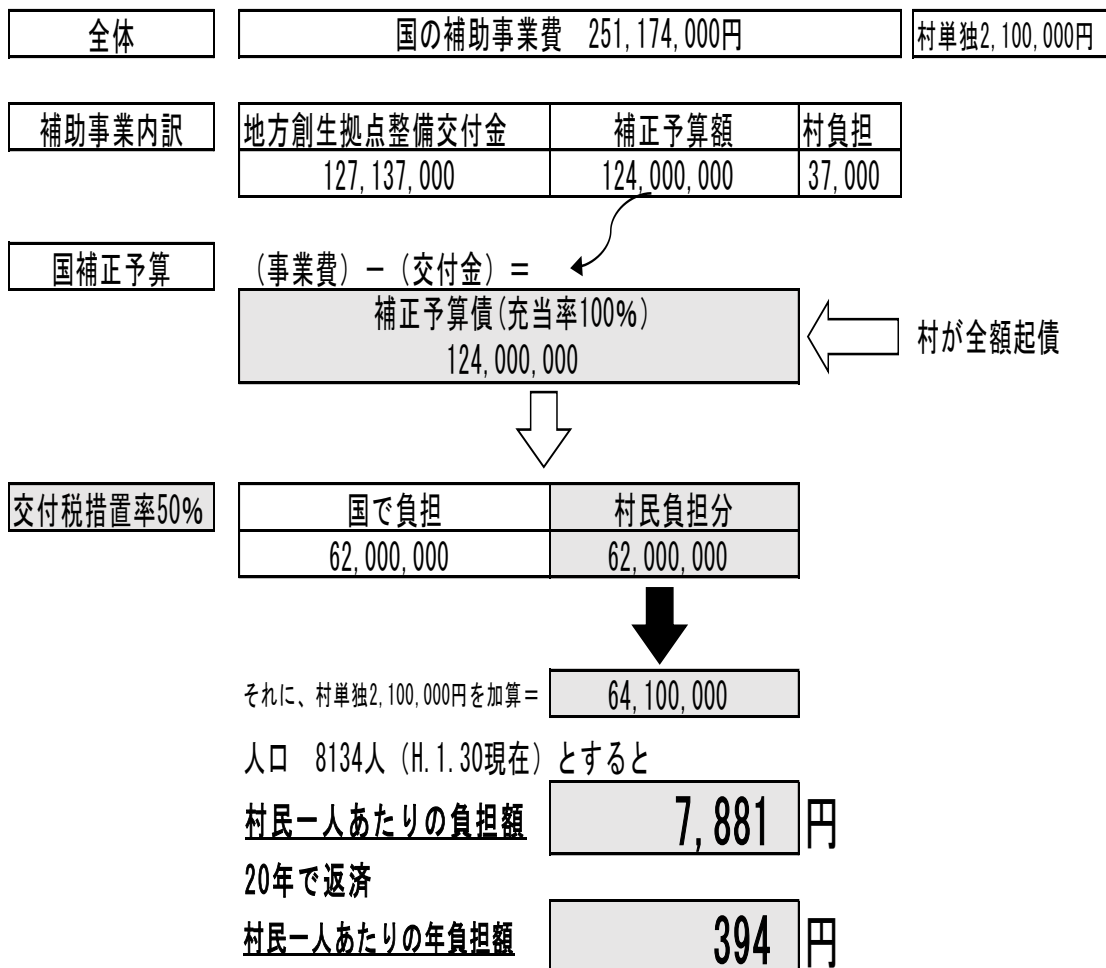 全体 国の補助事業費 251,174,000円 村単独2,100,000円
補助事業内訳 地方創生拠点整備交付金 補正予算額 村負担
127,137,000 124,000,000 37,000
国補正予算 (事業費) － (交付金) ＝
補正予算債(充当率100%)
124,000,000
村が全額起債
交付税措置率50% 国で負担 村民負担分
62,000,000 62,000,000
それに、村単独2,100,000円を加算＝ 64,100,000
人口 8134人 (H.1.30現在) とすると
村民一人あたりの負担額 7,881 円
20年で返済
村民一人あたりの年負担額 394 円